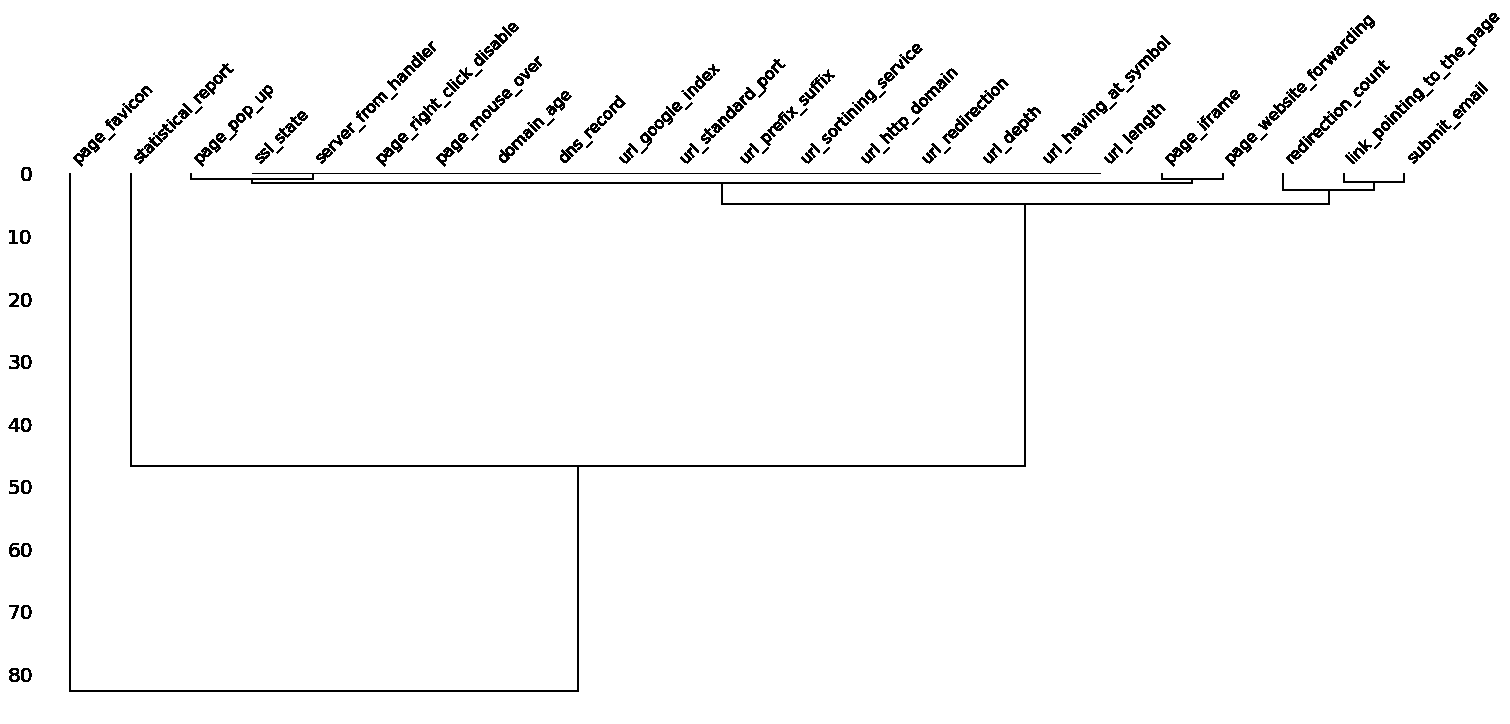 page_favicon
statistical_report
page_pop_up
ssl_state
server_from_handler
page_right_click_disable
page_mouse_over
domain_age
dns_record
url_google_index
url_standard_port
url_prefix_suffix
url_sortining_service
url_http_domain
url_redirection
url_depth
url_having_at_symbol
url_length
page_iframe
page_website_forwarding
redirection_count
link_pointing_to_the_page
submit_email
0
10
20
30
40
50
60
70
80